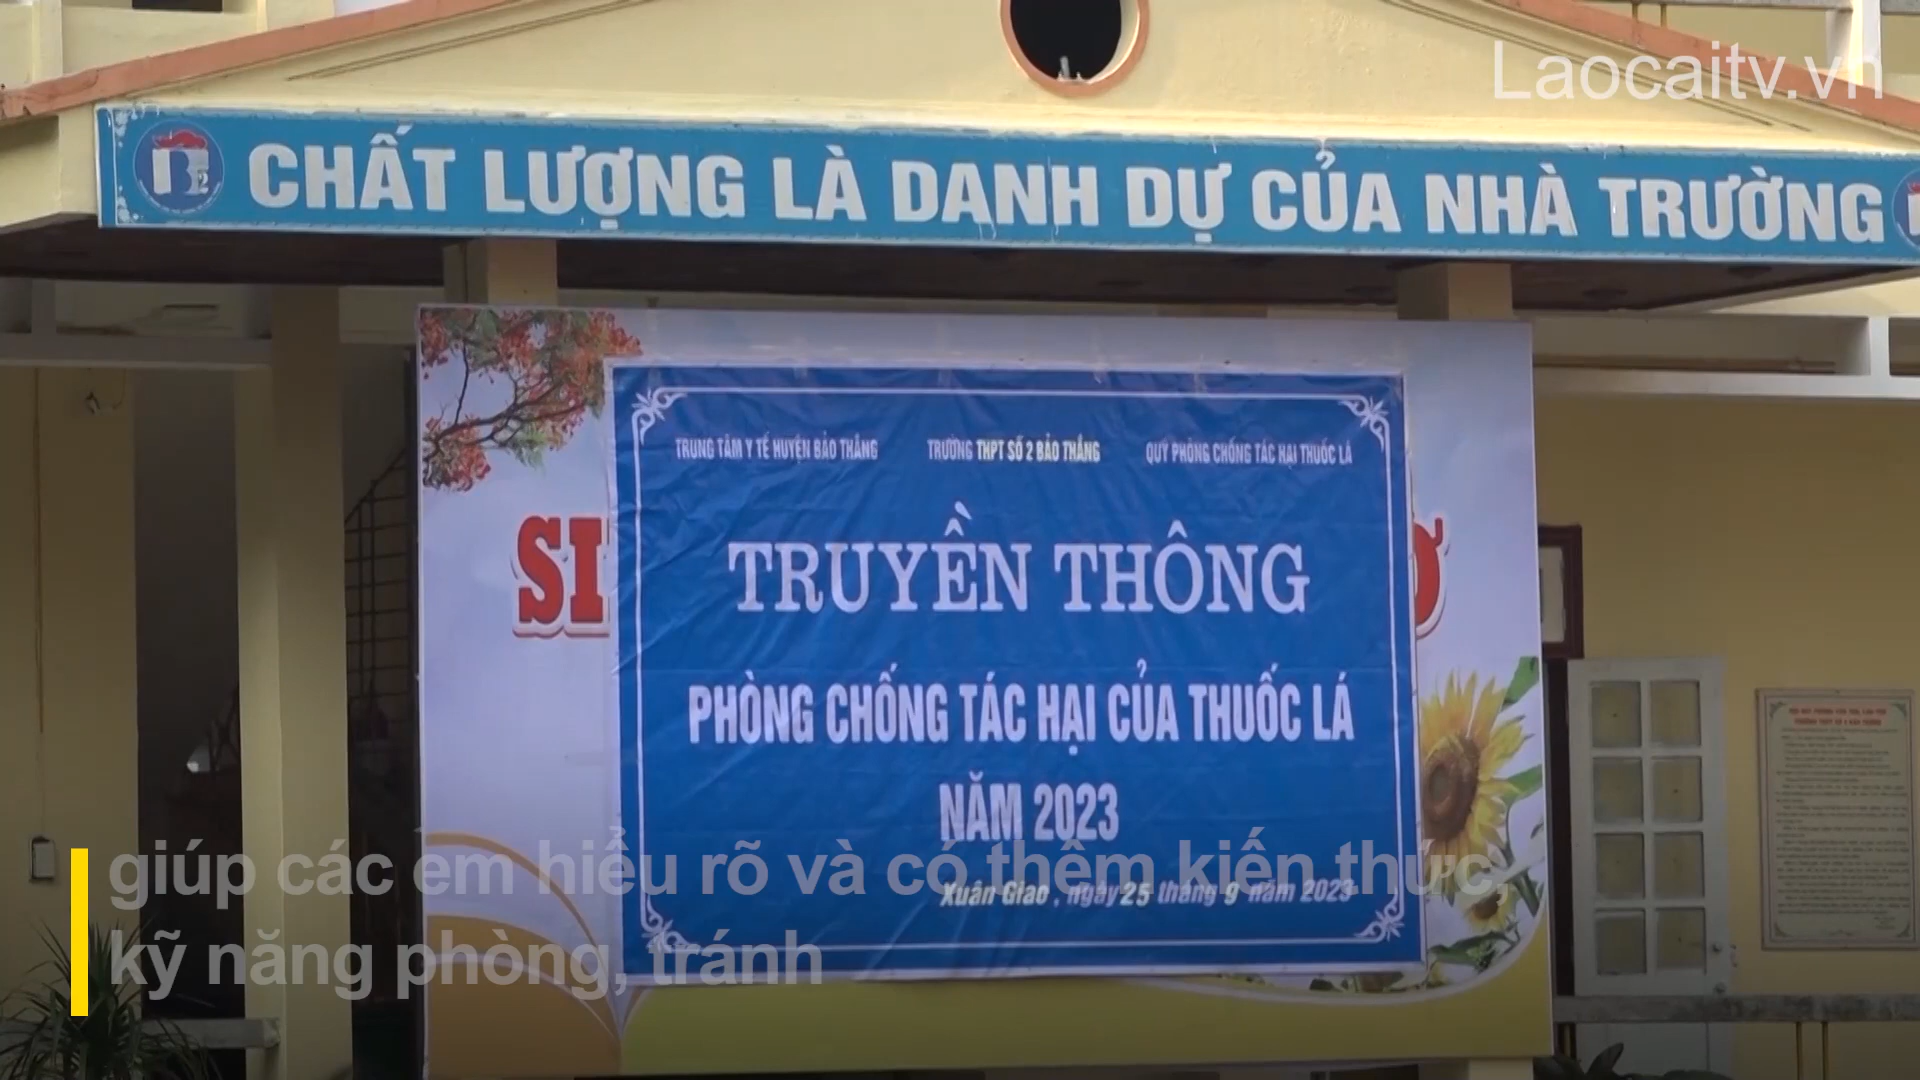 Laocaitv.vn
CHẤT LƯỢNG LÀ DANH DỰ CỦA NHÀ TRƯỜNG
TRUNG TÂM Y TẾ HUYỆN BẢO THẮNG
TRƯỜNG THPT SỐ 2 BẢO THẮNG
QUỸ PHÒNG CHỐNG TÁC HẠI THUỐC LÁ
SI
TRUYỀN THÔNG
PHÒNG CHỐNG TÁC HẠI CỦA THUỐC LÁ
NĂM 2023
Xuân Giao, ngày 25 tháng 9 năm 2023
giúp các em hiểu rõ và có thêm kiến thức,
kỹ năng phòng, tránh